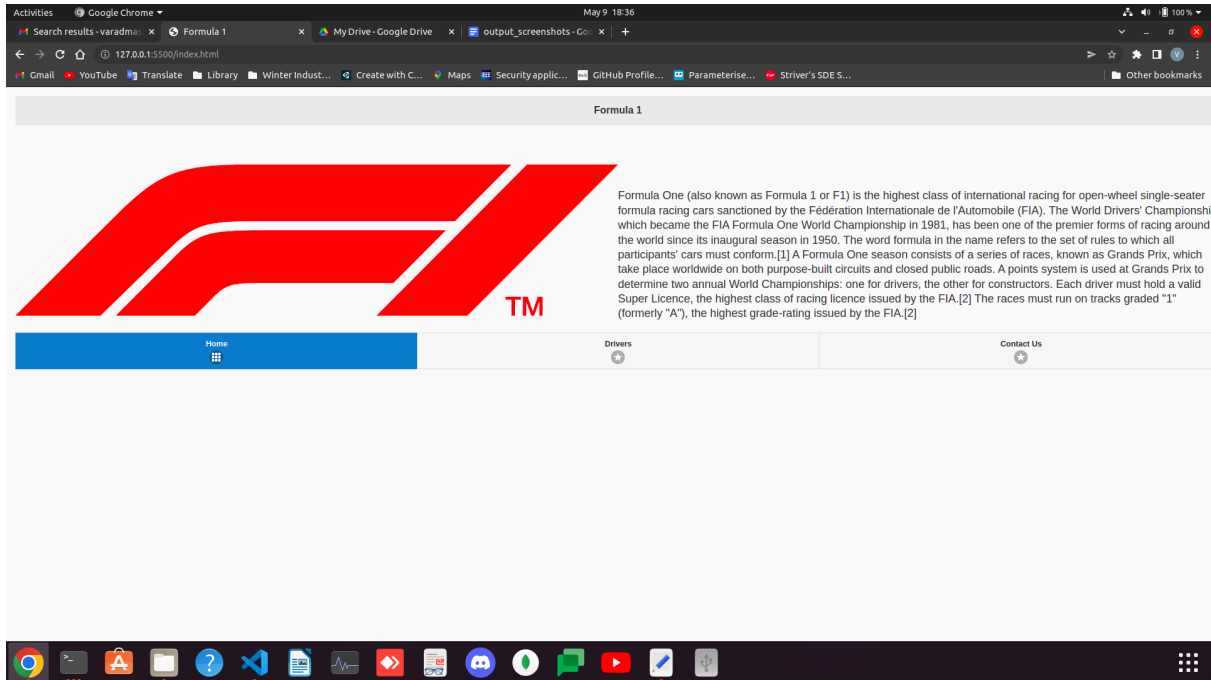 Activities
Google Chrome
May 9 18:36
100 %
Search results - varadmas
Formula 1
My Drive - Google Drive
output_screenshots - Goo
127.0.0.1:5500/index.html
V
Gmail
YouTube
Translate
Library
Winter Indust...
Create with C...
Maps
Security applic...
GitHub Profile...
Parameterise...
Striver's SDE S...
Other bookmarks
Formula 1
TM
Formula One (also known as Formula 1 or F1) is the highest class of international racing for open-wheel single-seater
formula racing cars sanctioned by the Fédération Internationale de l'Automobile (FIA). The World Drivers' Championshi
which became the FIA Formula One World Championship in 1981, has been one of the premier forms of racing around
the world since its inaugural season in 1950. The word formula in the name refers to the set of rules to which all
participants' cars must conform.[1] A Formula One season consists of a series of races, known as Grands Prix, which
take place worldwide on both purpose-built circuits and closed public roads. A points system is used at Grands Prix to
determine two annual World Championships: one for drivers, the other for constructors. Each driver must hold a valid
Super Licence, the highest class of racing licence issued by the FIA.[2] The races must run on tracks graded "1"
(formerly "A"), the highest grade-rating issued by the FIA.[2]
Home
Drivers
Contact Us